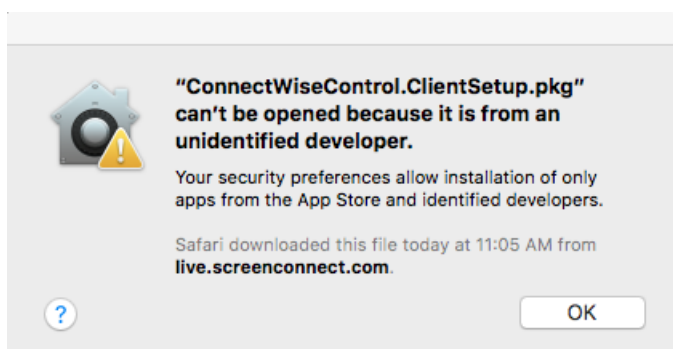 “ConnectWiseControl.ClientSetup.pkg”
can’t be opened because it is from an
unidentified developer.
Your security preferences allow installation of only
apps from the App Store and identified developers.
Safari downloaded this file today at 11:05 AM from
live.screenconnect.com.
?
OK